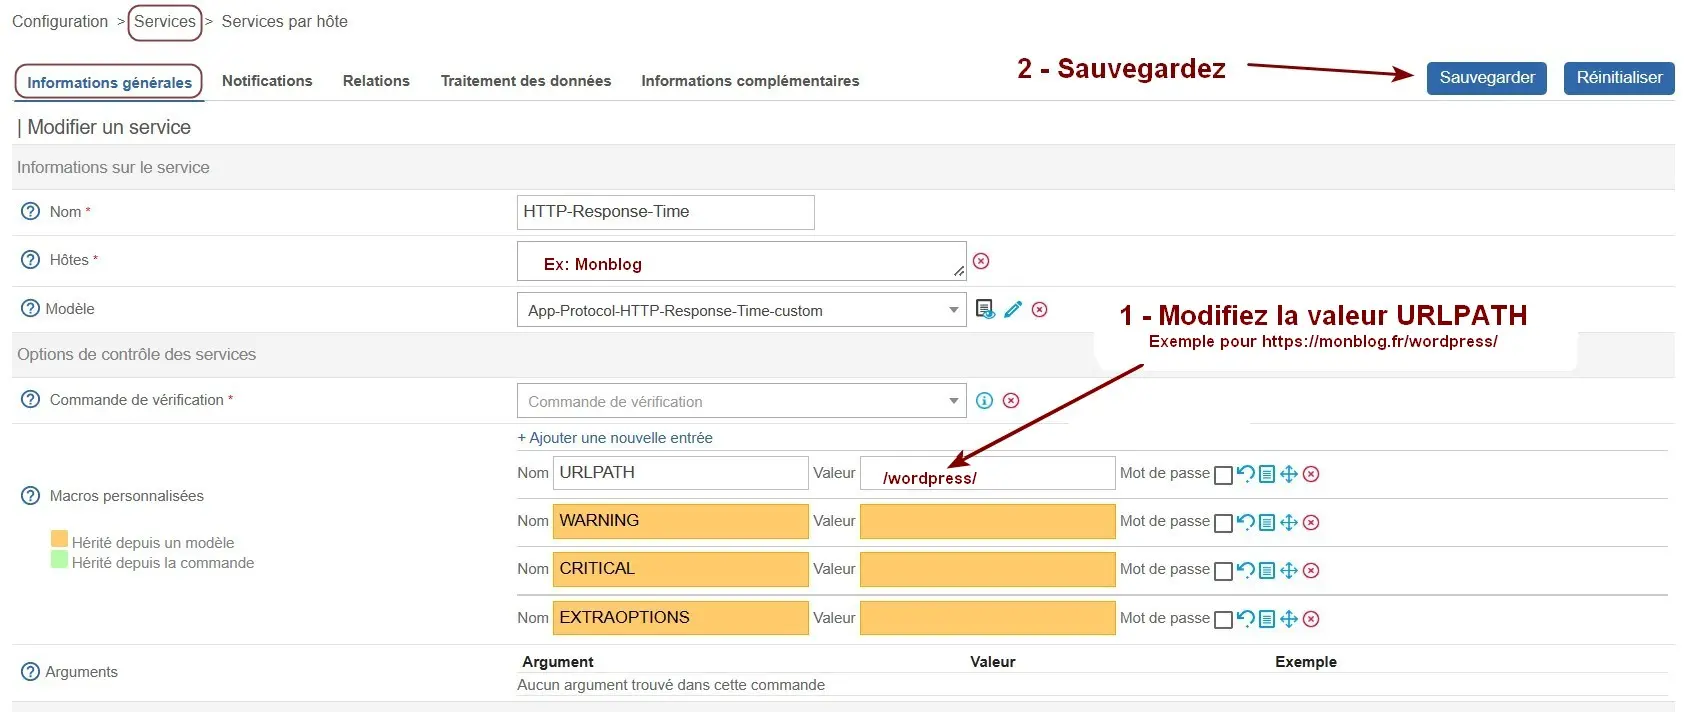 Configuration > Services > Services par hôte
Informations générales Notifications Relations Traitement des données Informations complémentaires
2 - Sauvegardez
Sauvegarder Réinitialiser
| Modifier un service
Informations sur le service
Nom * HTTP-Response-Time
Hôtes * Ex: Monblog
Modèle App-Protocol-HTTP-Response-Time-custom
1 - Modifiez la valeur URLPATH
Exemple pour https://monblog.fr/wordpress/
Options de contrôle des services
Commande de vérification * Commande de vérification
+ Ajouter une nouvelle entrée
Nom URLPATH Valeur /wordpress/ Mot de passe
Macros personnalisées
Nom WARNING Valeur Mot de passe
Hérité depuis un modèle
Hérité depuis la commande
Nom CRITICAL Valeur Mot de passe
Nom EXTRAOPTIONS Valeur Mot de passe
Arguments
Argument Valeur Exemple
Aucun argument trouvé dans cette commande